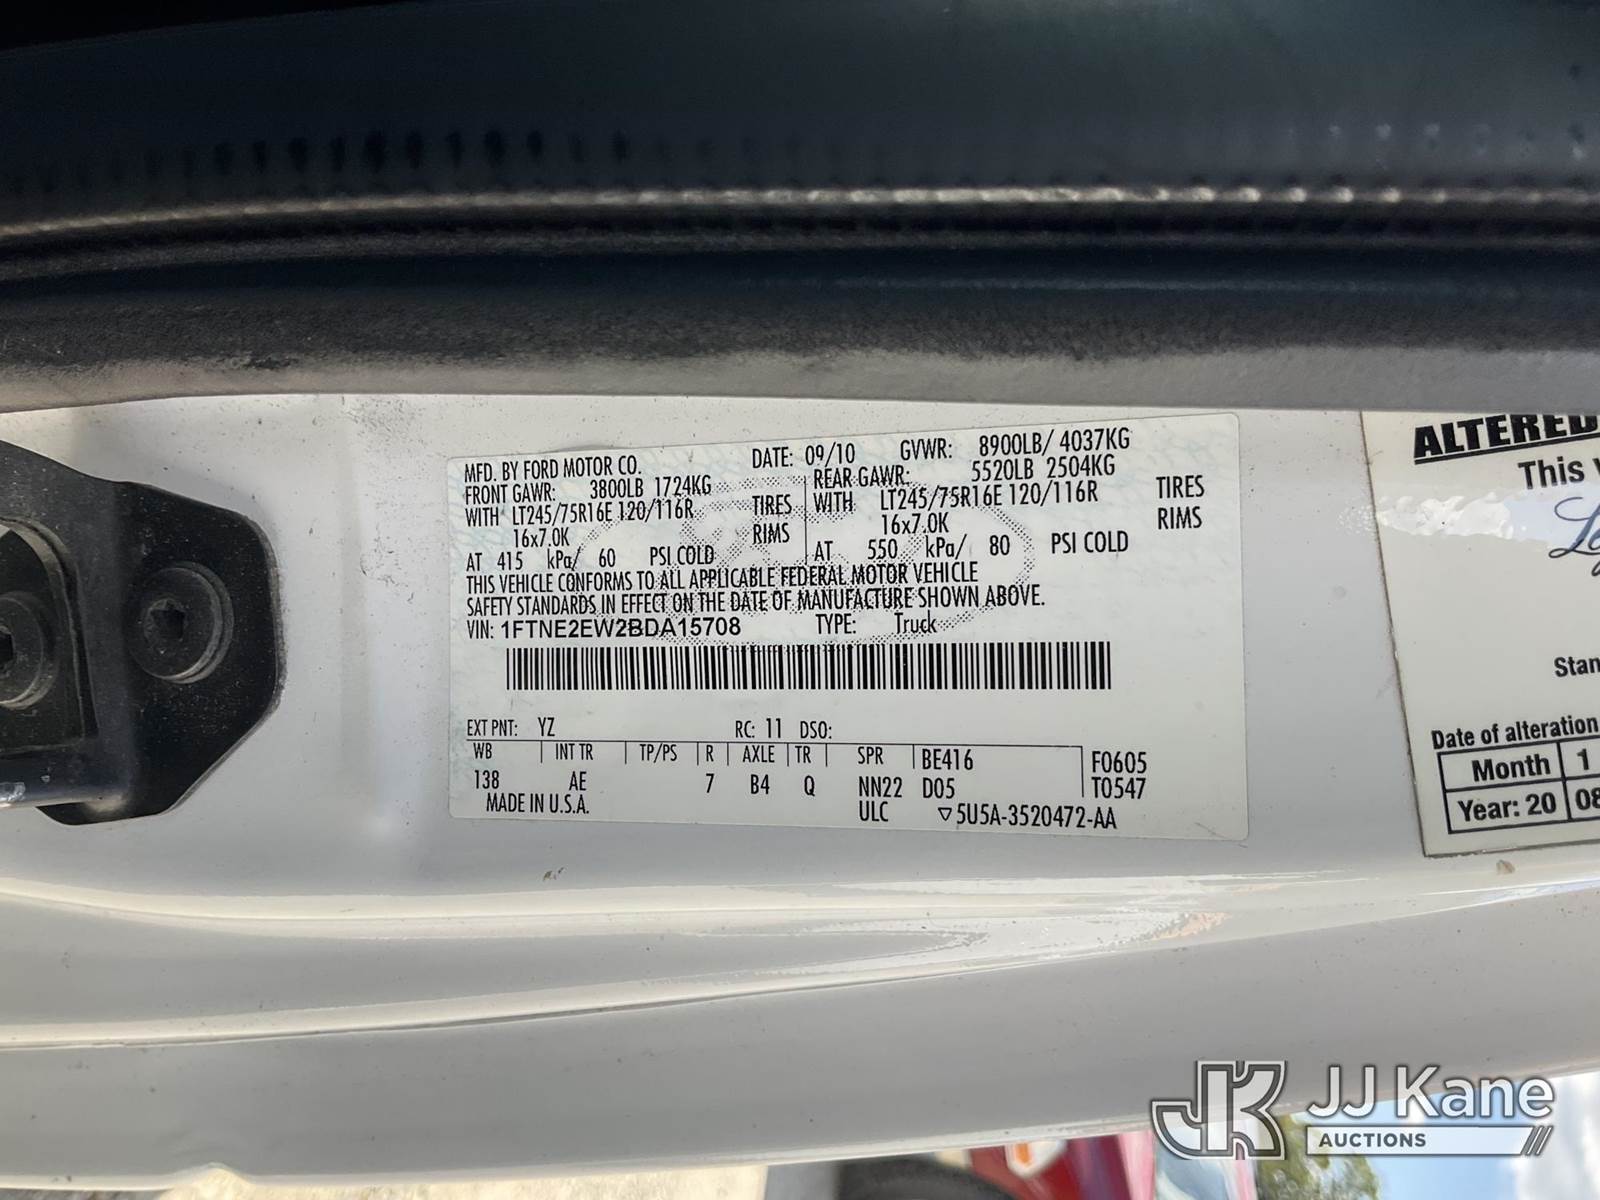 MFD. BY FORD MOTOR CO.
DATE: 09/10
GVWR: 8900LB/ 4037KG
FRONT GAWR: 3800LB 1724KG
REAR GAWR: 5520LB 2504KG
WITH LT245/75R16E 120/116R TIRES
WITH LT245/75R16E 120/116R TIRES
16x7.0K RIMS
16x7.0K RIMS
AT 415 kPa/ 60 PSI COLD
AT 550 kPa/ 80 PSI COLD
THIS VEHICLE CONFORMS TO ALL APPLICABLE FEDERAL MOTOR VEHICLE
SAFETY STANDARDS IN EFFECT ON THE DATE OF MANUFACTURE SHOWN ABOVE.
VIN: 1FTNE2EW2BDA15708 TYPE: Truck
EXT PNT: YZ RC: 11 DSO:
WB INT TR TP/PS R AXLE TR SPR BE416 F0605
138 AE 7 B4 Q NN22 D05 T0547
MADE IN U.S.A. ULC ▽5U5A-3520472-AA
ALTERED
This
Date of alteration
Month 1
Year: 20 08
JK JJ Kane
AUCTIONS